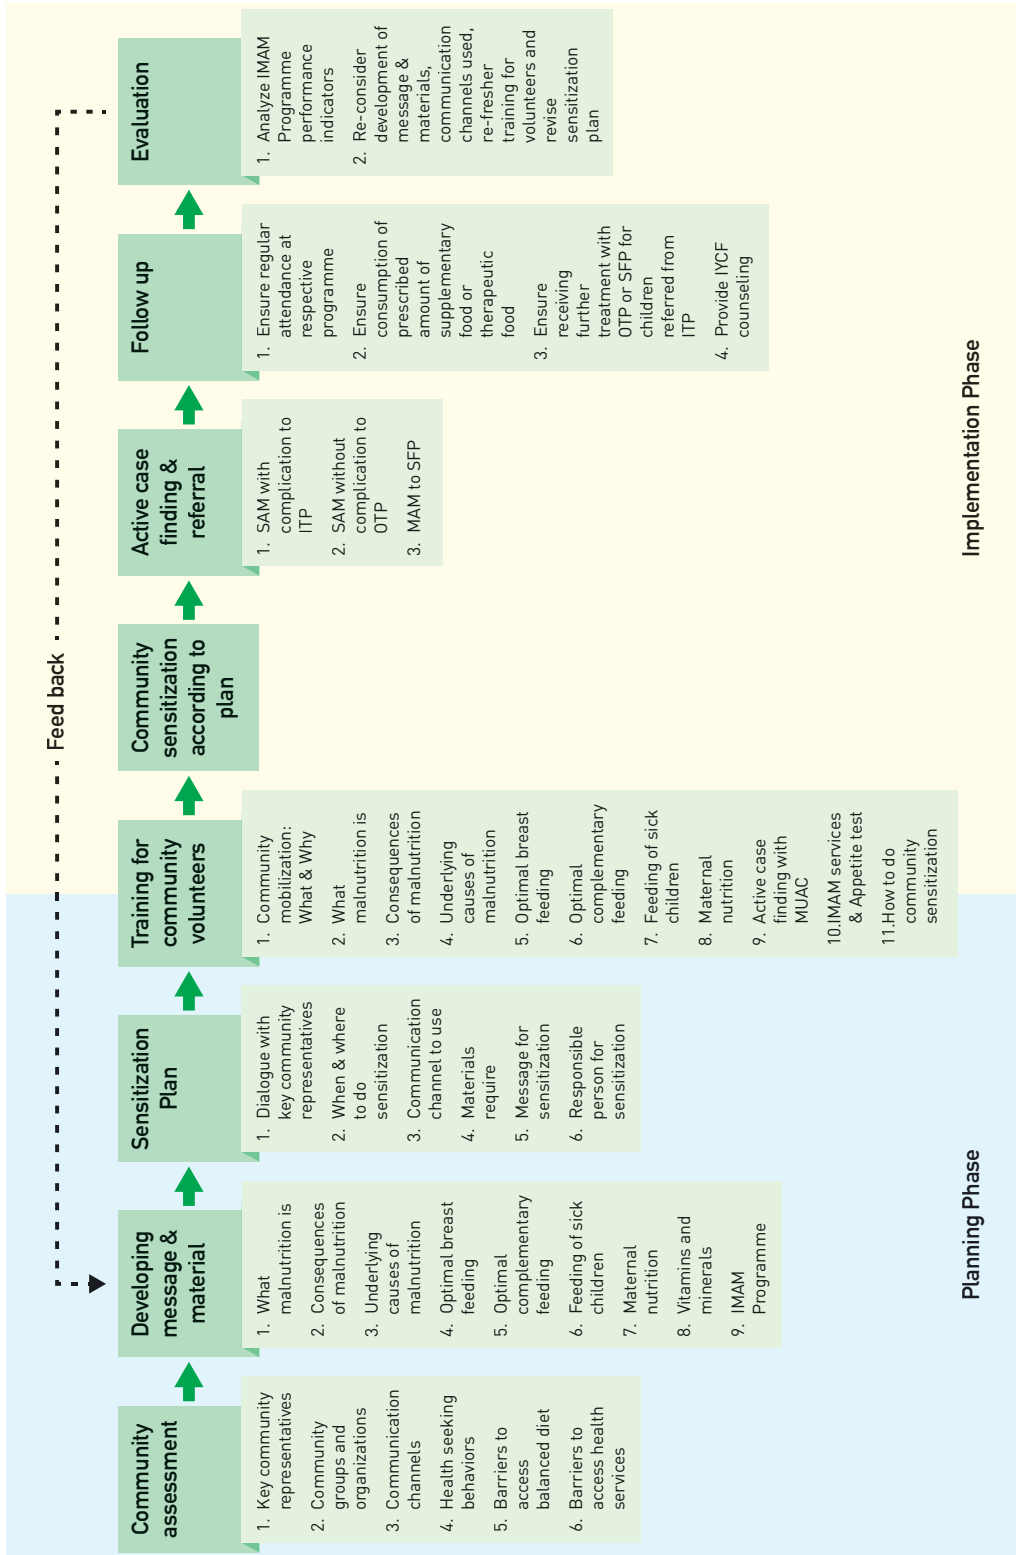 Feed back
Community
assessment
1. Key community
representatives
2. Community
groups and
organizations
3. Communication
channels
4. Health seeking
behaviors
5. Barriers to
access
balanced diet
6. Barriers to
access health
services
Developing
message &
material
1. What
malnutrition is
2. Consequences
of malnutrition
3. Underlying
causes of
malnutrition
4. Optimal breast
feeding
5. Optimal
complementary
feeding
6. Feeding of sick
children
7. Maternal
nutrition
8. Vitamins and
minerals
9. IMAM
Programme
Sensitization
Plan
1. Dialogue with
key community
representatives
2. When & where
to do
sensitization
3. Communication
channel to use
4. Materials
require
5. Message for
sensitization
6. Responsible
person for
sensitization
Training for
community
volunteers
1. Community
mobilization:
What & Why
2. What
malnutrition is
3. Consequences
of malnutrition
4. Underlying
causes of
malnutrition
5. Optimal breast
feeding
6. Optimal
complementary
feeding
7. Feeding of sick
children
8. Maternal
nutrition
9. Active case
finding with
MUAC
10.IMAM services
& Appetite test
11.How to do
community
sensitization
Community
sensitization
according to
plan
Active case
finding &
referral
1. SAM with
complication to
ITP
2. SAM without
complication to
OTP
3. MAM to SFP
Follow up
1. Ensure regular
attendance at
respective
programme
2. Ensure
consumption of
prescribed
amount of
supplementary
food or
therapeutic
food
3. Ensure
receiving
further
treatment with
OTP or SFP for
children
referred from
ITP
4. Provide IYCF
counseling
Evaluation
1. Analyze IMAM
Programme
performance
indicators
2. Re-consider
development of
message &
materials,
communication
channels used,
re-fresher
training for
volunteers and
revise
sensitization
plan
Planning Phase
Implementation Phase